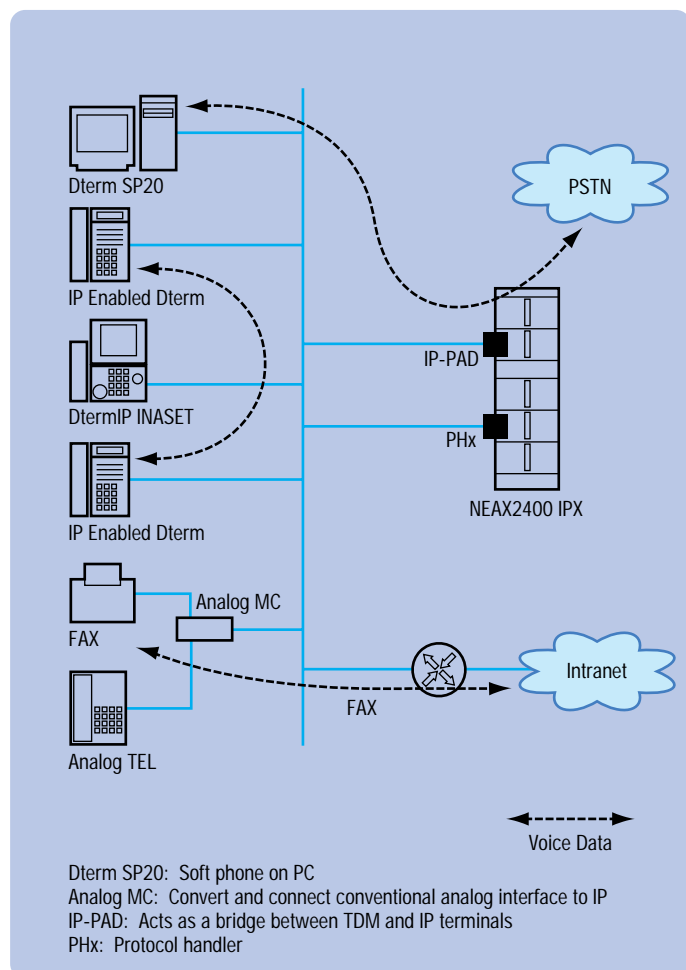 Dterm SP20
PSTN
IP Enabled Dterm
IP-PAD
DtermIP INASET
PHx
IP Enabled Dterm
NEAX2400 IPX
Analog MC
FAX
Intranet
FAX
Analog TEL
Voice Data
Dterm SP20: Soft phone on PC
Analog MC: Convert and connect conventional analog interface to IP
IP-PAD: Acts as a bridge between TDM and IP terminals
PHx: Protocol handler